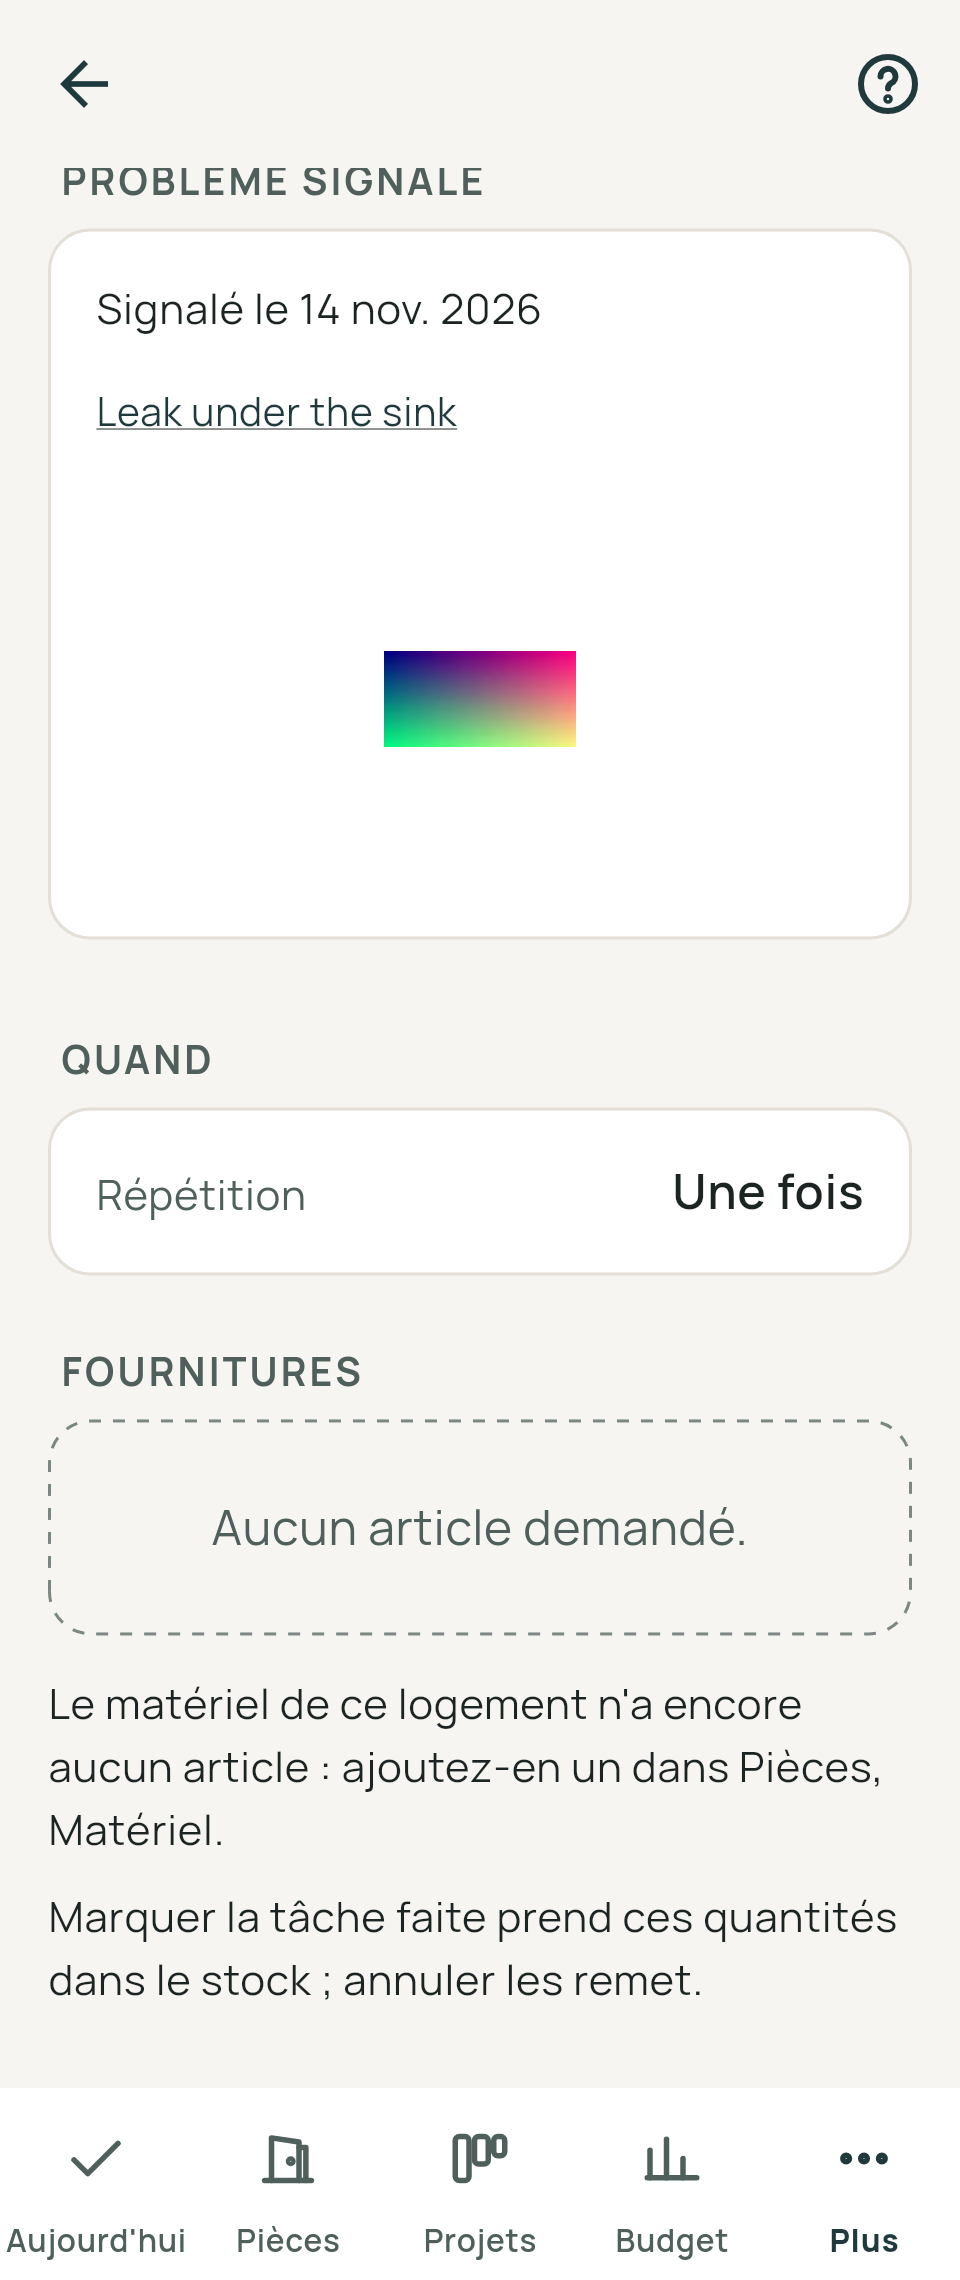 PROBLEME SIGNALE
Signalé le 14 nov. 2026
Leak under the sink
QUAND
Répétition
Une fois
FOURNITURES
Aucun article demandé.
Le matériel de ce logement n'a encore
aucun article : ajoutez-en un dans Pièces,
Matériel.
Marquer la tâche faite prend ces quantités
dans le stock ; annuler les remet.
Aujourd'hui
Pièces
Projets
Budget
Plus